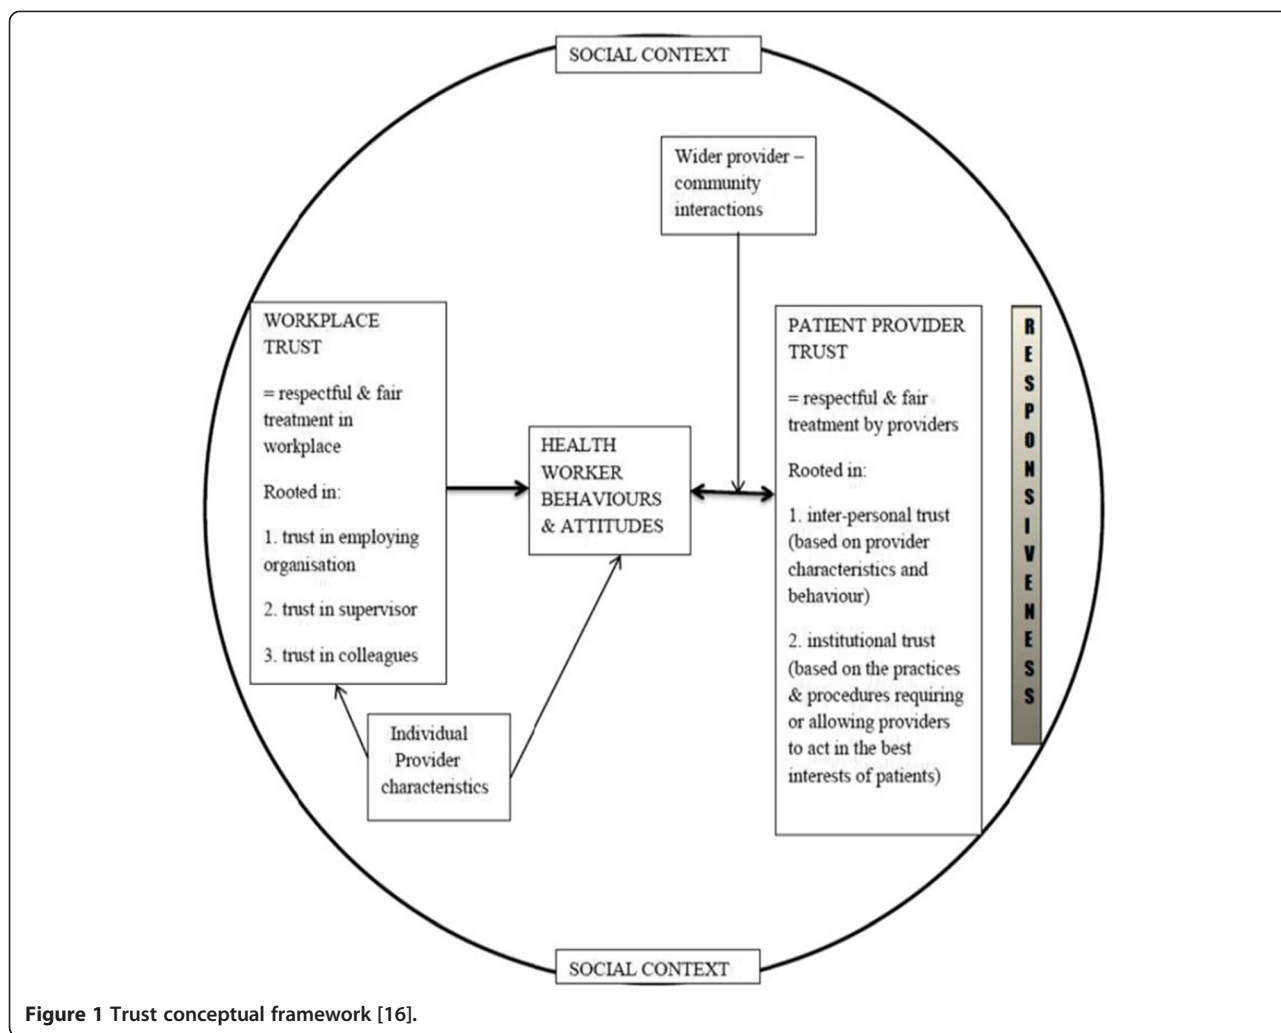 SOCIAL CONTEXT
Wider provider –
community
interactions
WORKPLACE
TRUST
= respectful & fair
treatment in
workplace
Rooted in:
1. trust in employing
organisation
2. trust in supervisor
3. trust in colleagues
HEALTH
WORKER
BEHAVIOURS
& ATTITUDES
Individual
Provider
characteristics
PATIENT PROVIDER
TRUST
= respectful & fair
treatment by providers
Rooted in:
1. inter-personal trust
(based on provider
characteristics and
behaviour)
2. institutional trust
(based on the practices
& procedures requiring
or allowing providers
to act in the best
interests of patients)
RESPONSIVENESS
SOCIAL CONTEXT
Figure 1 Trust conceptual framework [16].